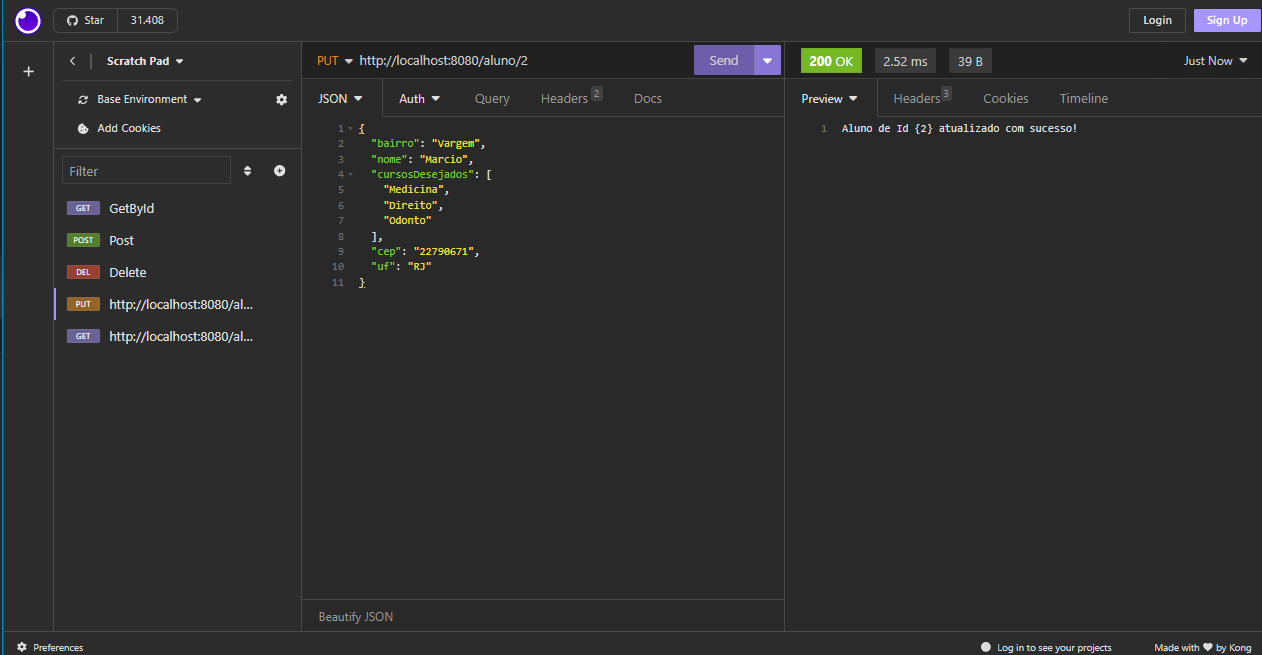 Star 31.408
Login
Sign Up
Scratch Pad
Base Environment
Add Cookies
Filter
GET GetById
POST Post
DEL Delete
PUT http://localhost:8080/al...
GET http://localhost:8080/al...
PUT http://localhost:8080/aluno/2
Send
JSON
Auth
Query
Headers 2
Docs
1 {
2 "bairro": "Vargem",
3 "nome": "Marcio",
4 "cursosDesejados": [
5 "Medicina",
6 "Direito",
7 "Odonto"
8 ],
9 "cep": "22790671",
10 "uf": "RJ"
11 }
Beautify JSON
200 OK
2.52 ms
39 B
Just Now
Preview
Headers 3
Cookies
Timeline
1 Aluno de Id {2} atualizado com sucesso!
Preferences
Log in to see your projects
Made with ♥ by Kong